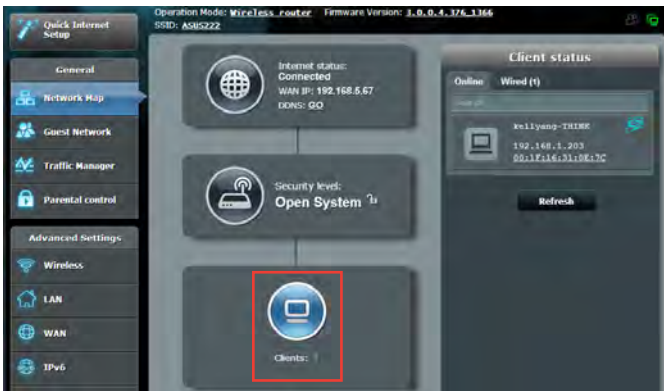 Quick Internet
Setup
Operation Mode: Wireless router Firmware Version: 3.0.0.4.376_1366
SSID: ASUS222
General
Network Map
Guest Network
Traffic Manager
Parental control
Advanced Settings
Wireless
LAN
WAN
IPv6
Internet status:
Connected
WAN IP: 192.168.5.67
DDNS: GO
Security level:
Open System
Clients:
Client status
Online Wired (1)
kellyang-THINK
192.168.1.203
00:1F:16:31:0E:7C
Refresh